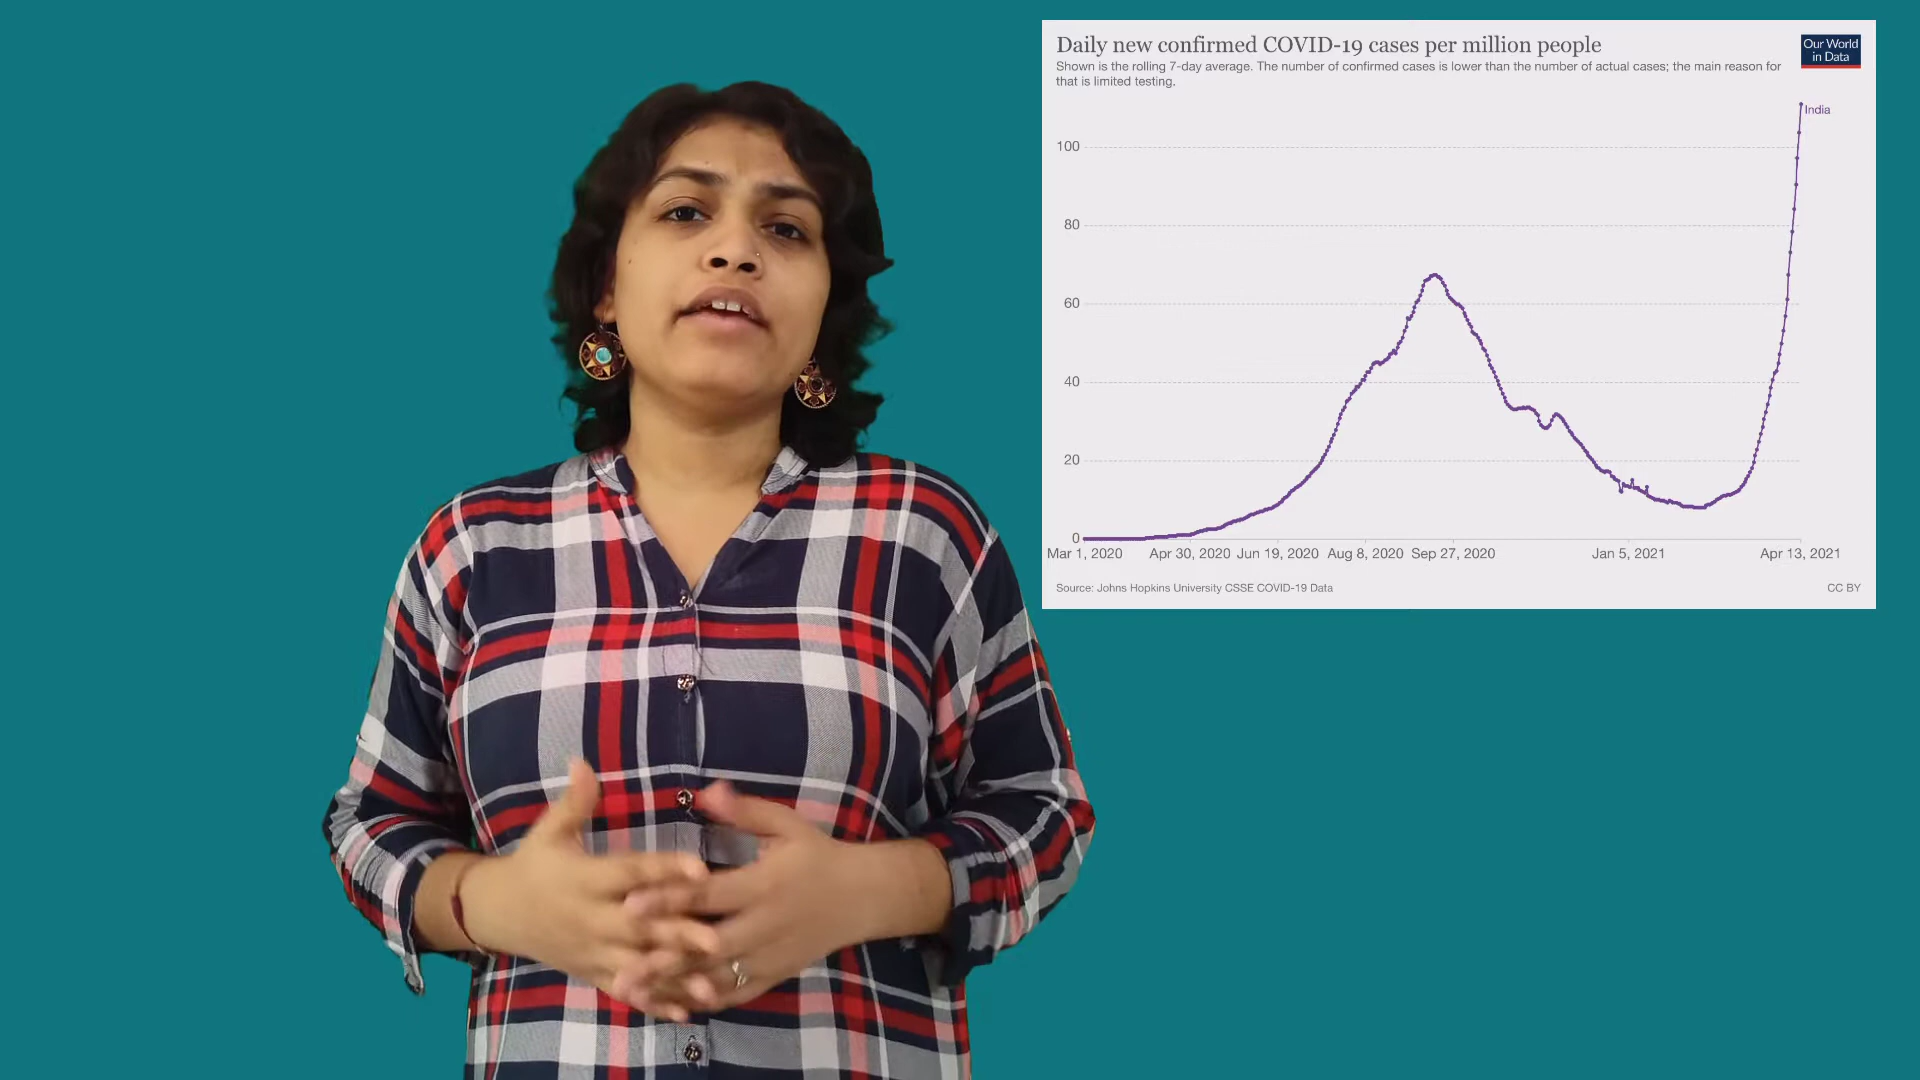 Daily new confirmed COVID-19 cases per million people
Our World
in Data
Shown is the rolling 7-day average. The number of confirmed cases is lower than the number of actual cases; the main reason for
that is limited testing.
India
100
80
60
40
20
0
Mar 1, 2020 Apr 30, 2020 Jun 19, 2020 Aug 8, 2020 Sep 27, 2020 Jan 5, 2021 Apr 13, 2021
Source: Johns Hopkins University CSSE COVID-19 Data CC BY